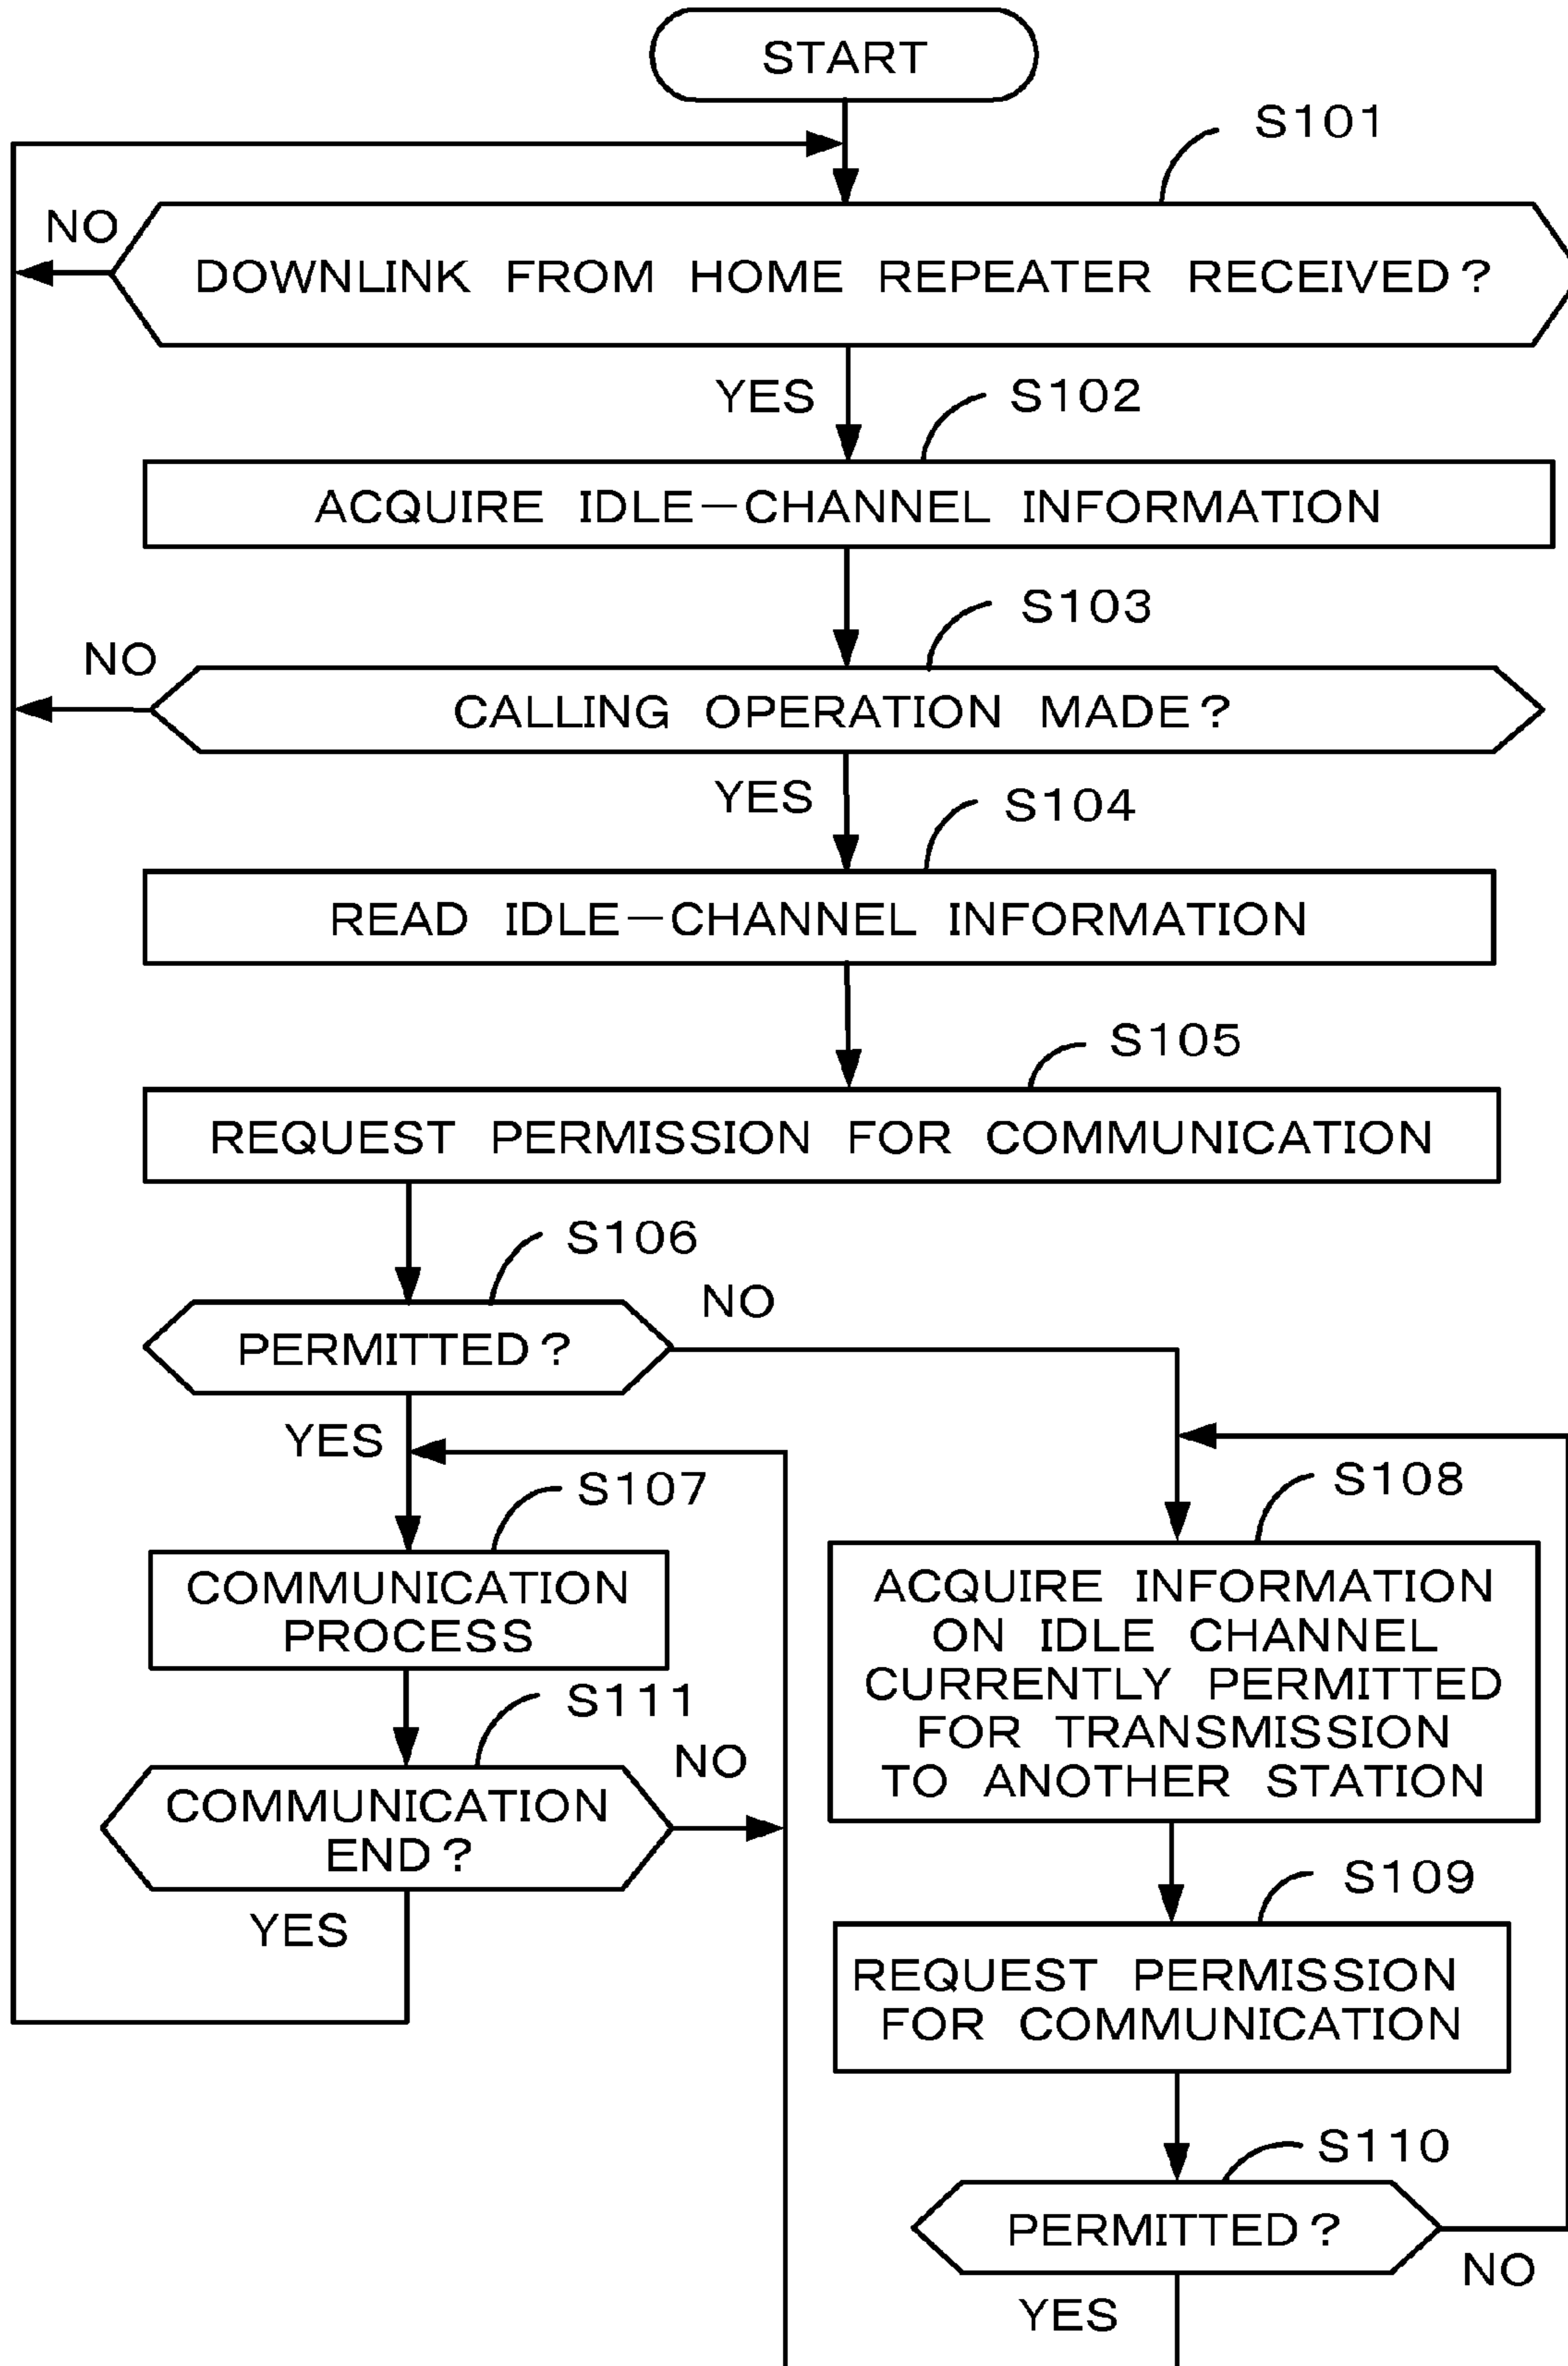 START
S101
NO
DOWNLINK FROM HOME REPEATER RECEIVED?
YES
S102
ACQUIRE IDLE-CHANNEL INFORMATION
S103
NO
CALLING OPERATION MADE?
YES
S104
READ IDLE-CHANNEL INFORMATION
S105
REQUEST PERMISSION FOR COMMUNICATION
S106
NO
PERMITTED?
YES
S107
COMMUNICATION
PROCESS
S111
NO
COMMUNICATION
END?
YES
S108
ACQUIRE INFORMATION
ON IDLE CHANNEL
CURRENTLY PERMITTED
FOR TRANSMISSION
TO ANOTHER STATION
S109
REQUEST PERMISSION
FOR COMMUNICATION
S110
PERMITTED?
NO
YES